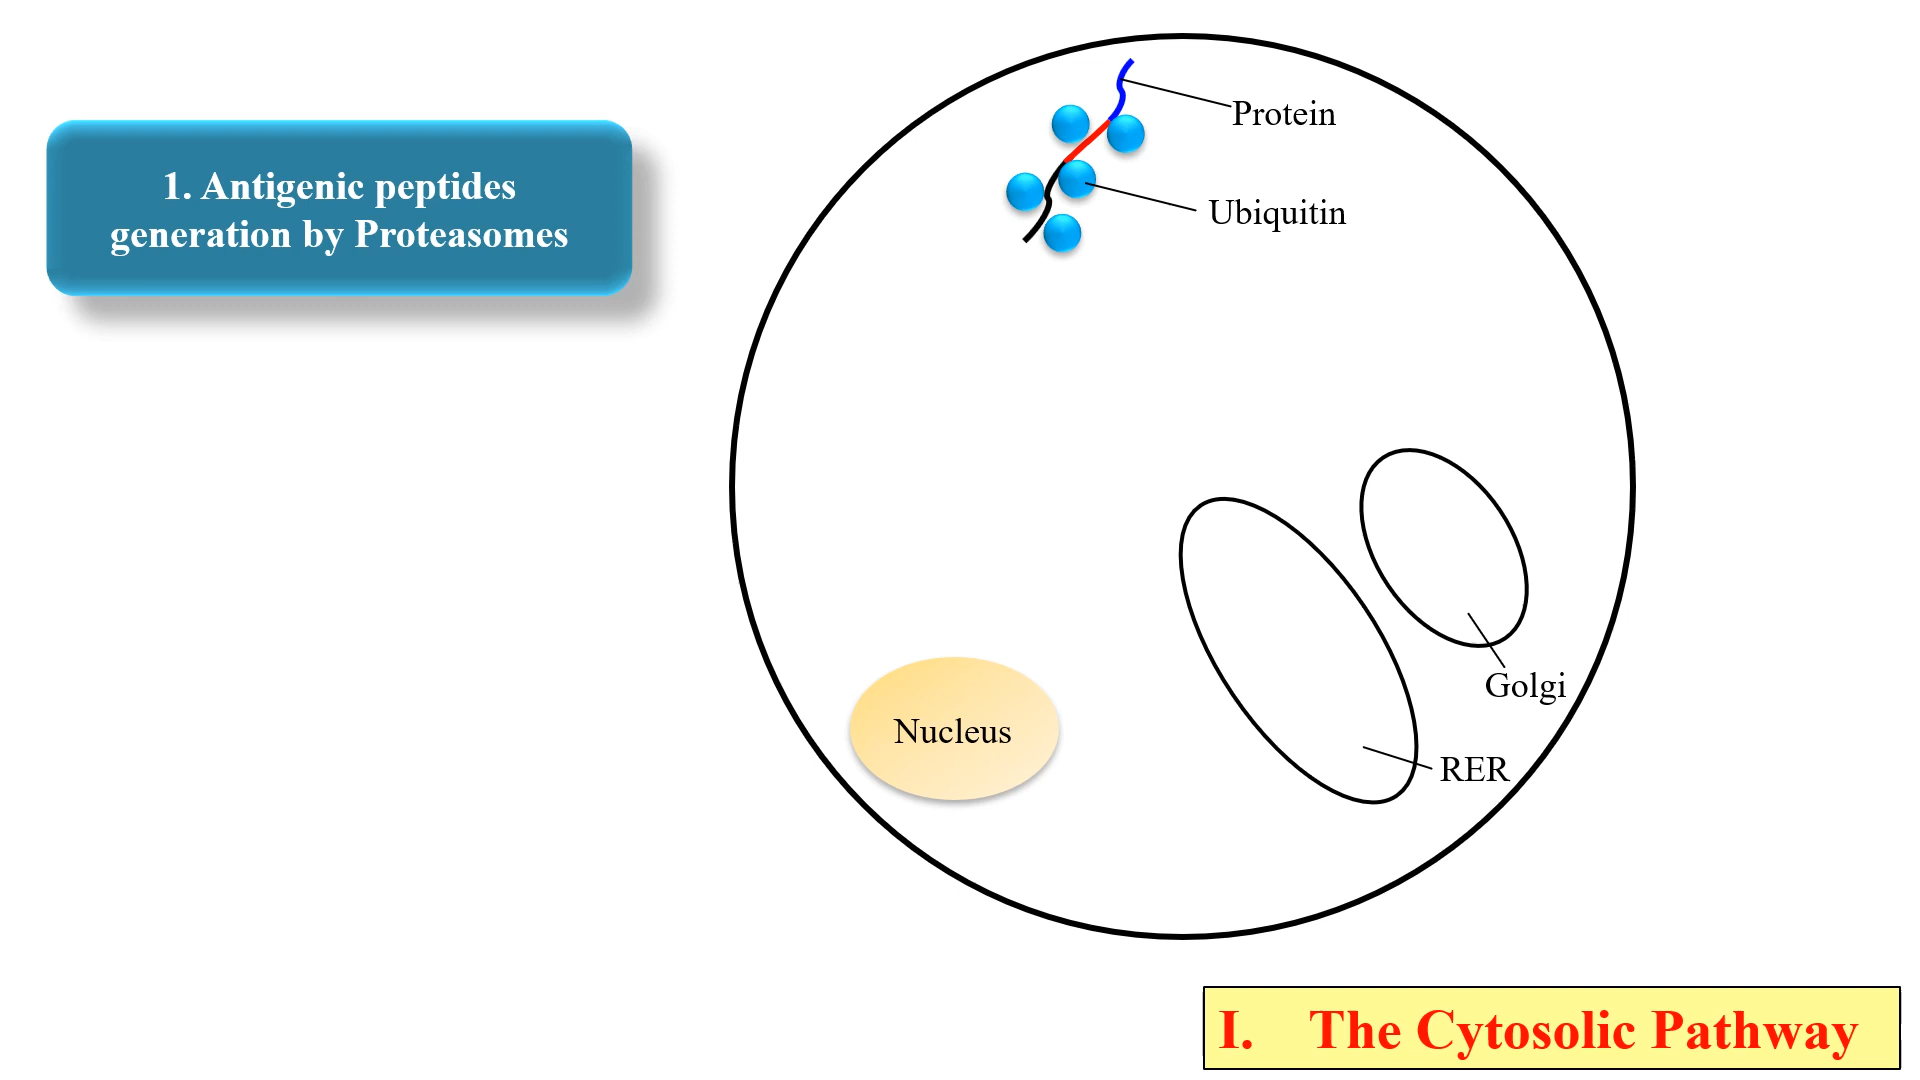 1. Antigenic peptides
generation by Proteasomes
Protein
Ubiquitin
Golgi
Nucleus
RER
I. The Cytosolic Pathway